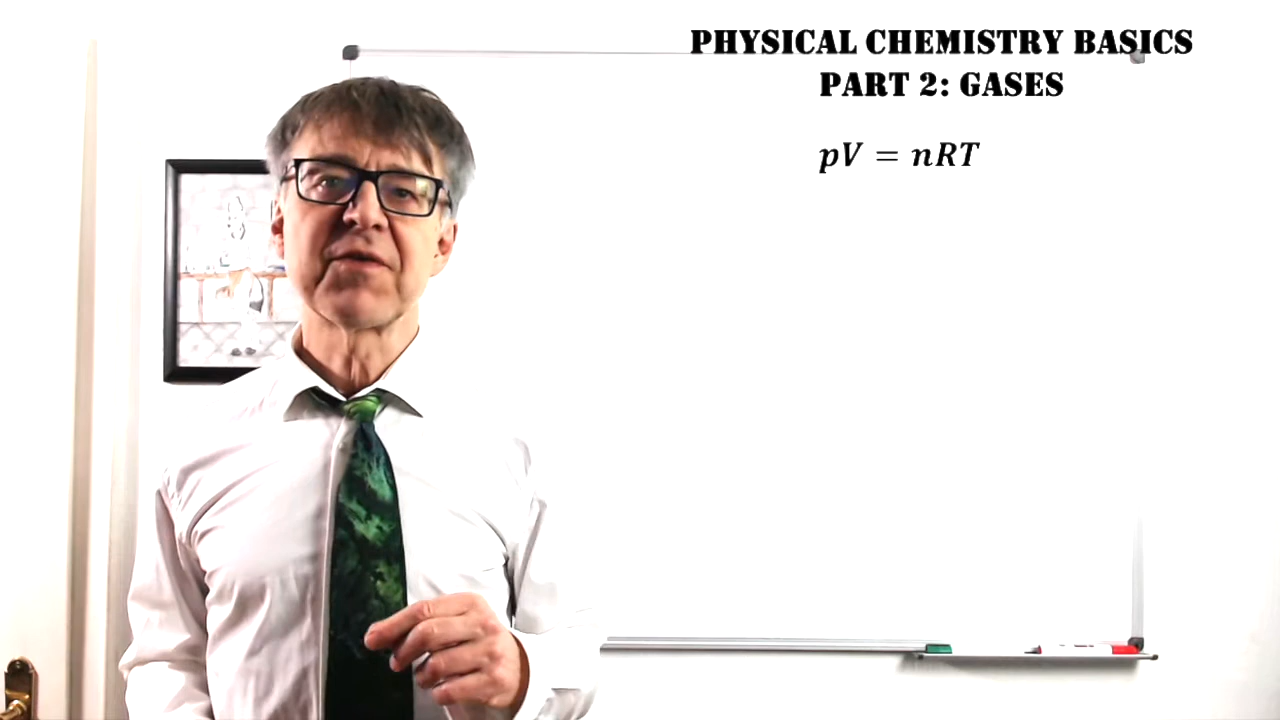 PHYSICAL CHEMISTRY BASICS
PART 2: GASES
pV = nRT